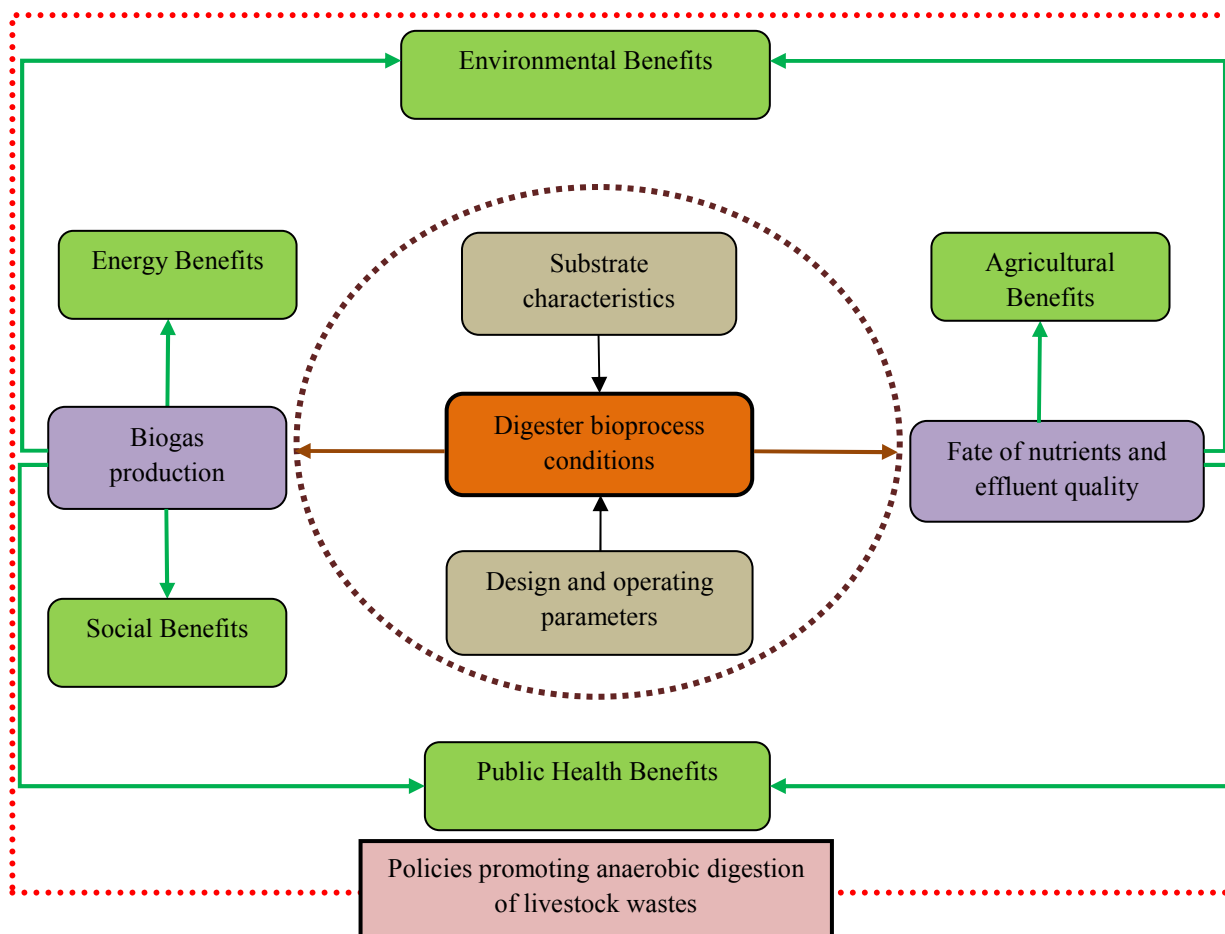 Environmental Benefits
Energy Benefits
Substrate
characteristics
Agricultural
Benefits
Biogas
production
Digester bioprocess
conditions
Fate of nutrients and
effluent quality
Social Benefits
Design and operating
parameters
Public Health Benefits
Policies promoting anaerobic digestion
of livestock wastes